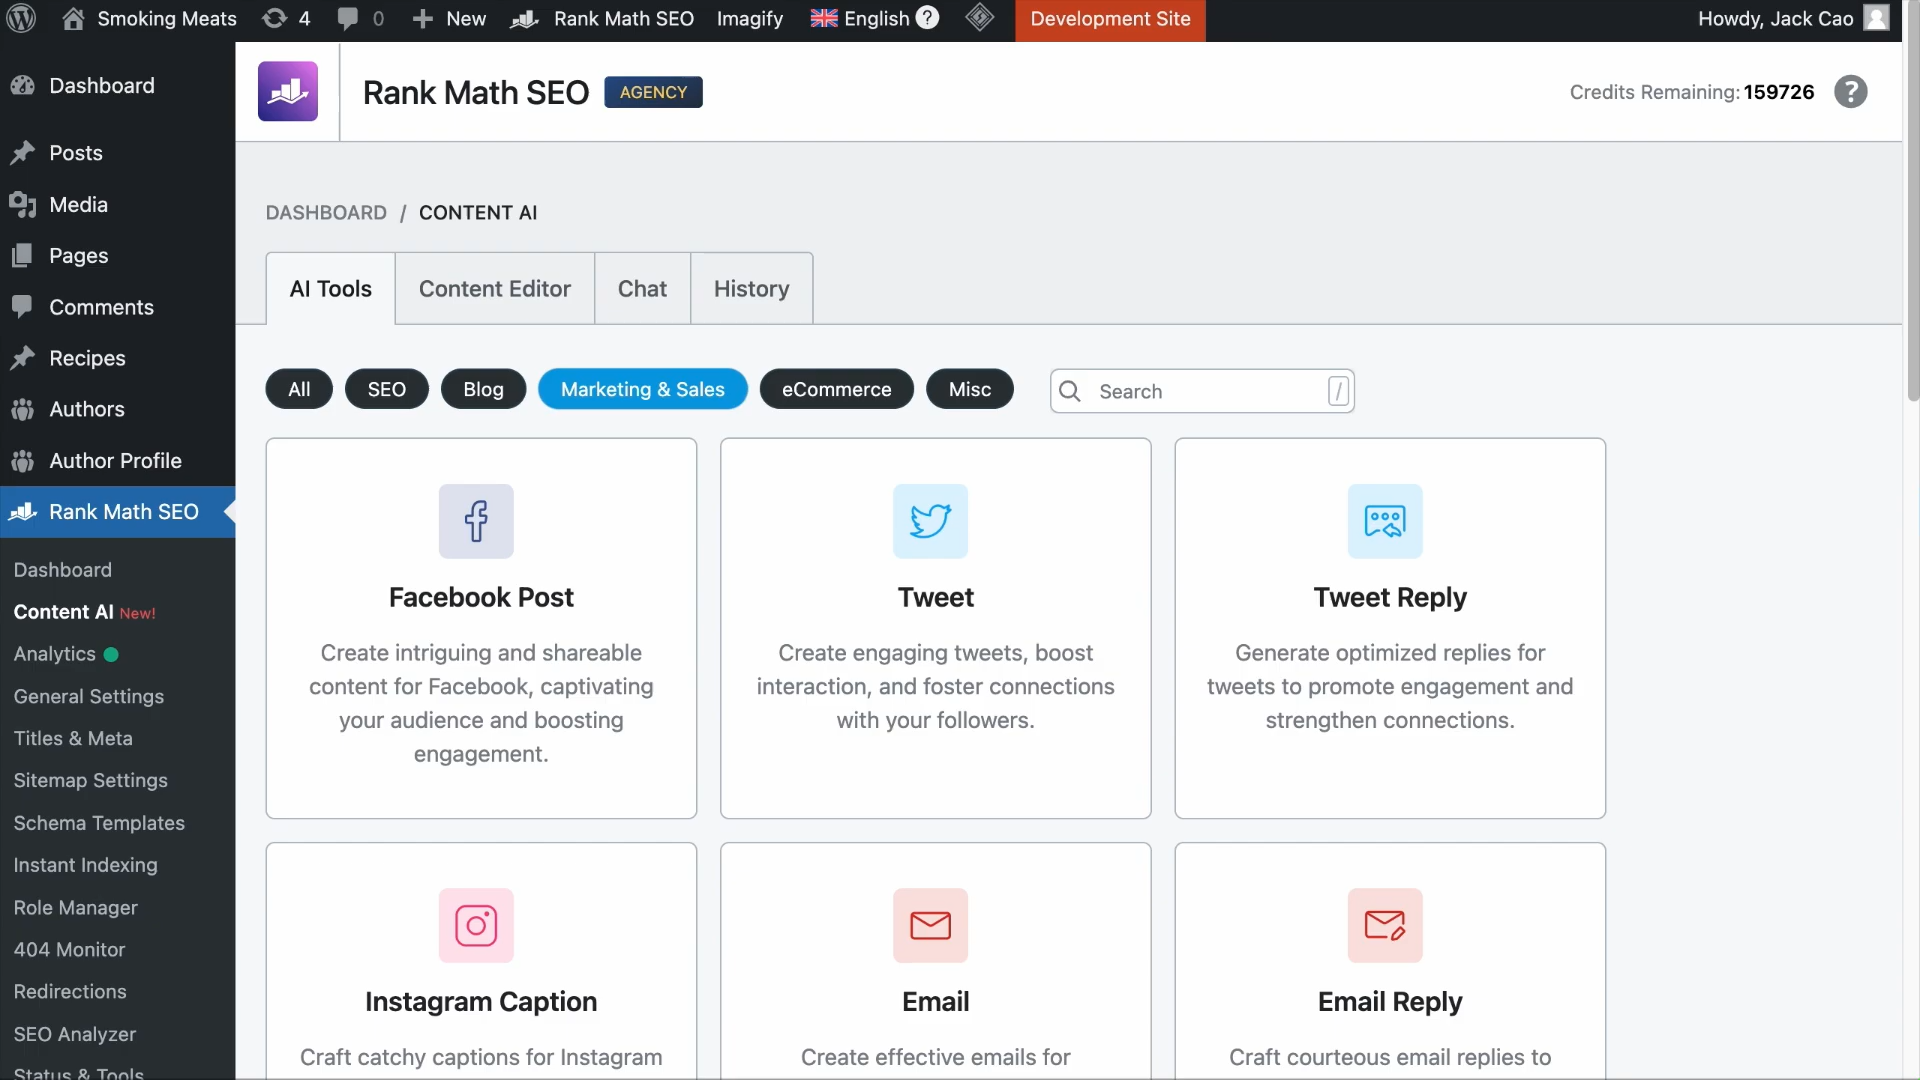 Smoking Meats
4
0
New
Rank Math SEO
Imagify
English ?
Development Site
Howdy, Jack Cao
Dashboard
Posts
Media
Pages
Comments
Recipes
Authors
Author Profile
Rank Math SEO
Dashboard
Content AI New!
Analytics
General Settings
Titles & Meta
Sitemap Settings
Schema Templates
Instant Indexing
Role Manager
404 Monitor
Redirections
SEO Analyzer
Status & Tools
Rank Math SEO AGENCY
Credits Remaining: 159726 ?
DASHBOARD / CONTENT AI
AI Tools
Content Editor
Chat
History
All
SEO
Blog
Marketing & Sales
eCommerce
Misc
Search /
Facebook Post
Create intriguing and shareable
content for Facebook, captivating
your audience and boosting
engagement.
Tweet
Create engaging tweets, boost
interaction, and foster connections
with your followers.
Tweet Reply
Generate optimized replies for
tweets to promote engagement and
strengthen connections.
Instagram Caption
Craft catchy captions for Instagram
Email
Create effective emails for
Email Reply
Craft courteous email replies to